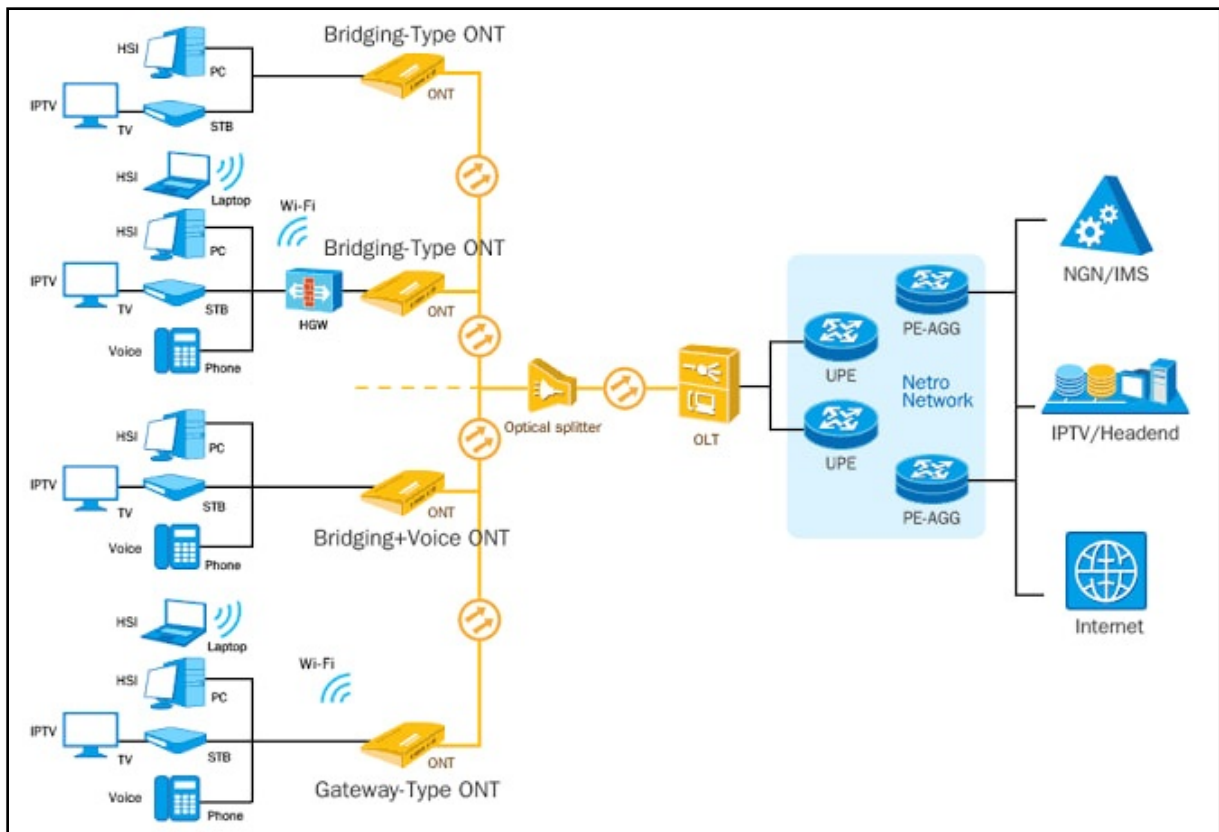 Bridging-Type ONT
HSI
PC
ONT
IPTV
TV
STB
HSI
Laptop
Wi-Fi
HSI
PC
Bridging-Type ONT
IPTV
TV
STB
HGW
ONT
Voice
Phone
HSI
PC
IPTV
TV
STB
ONT
Bridging+Voice ONT
Voice
Phone
HSI
Laptop
Wi-Fi
HSI
PC
IPTV
TV
STB
ONT
Gateway-Type ONT
Voice
Phone
Optical splitter
OLT
UPE
UPE
Netro
Network
PE-AGG
PE-AGG
NGN/IMS
IPTV/Headend
Internet